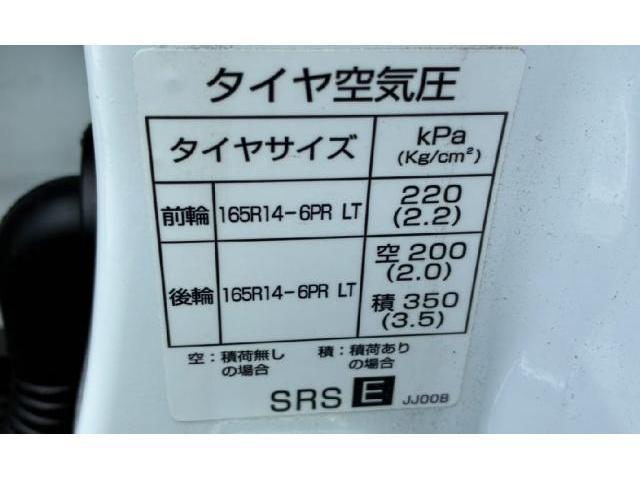 タイヤ空気圧
タイヤサイズ kPa
(Kg/cm²)
前輪 165R14-6PR LT 220
(2.2)
後輪 165R14-6PR LT 空 200
(2.0)
積 350
(3.5)
空：積荷無し の場合
積：積荷あり の場合
SRS E JJ00B